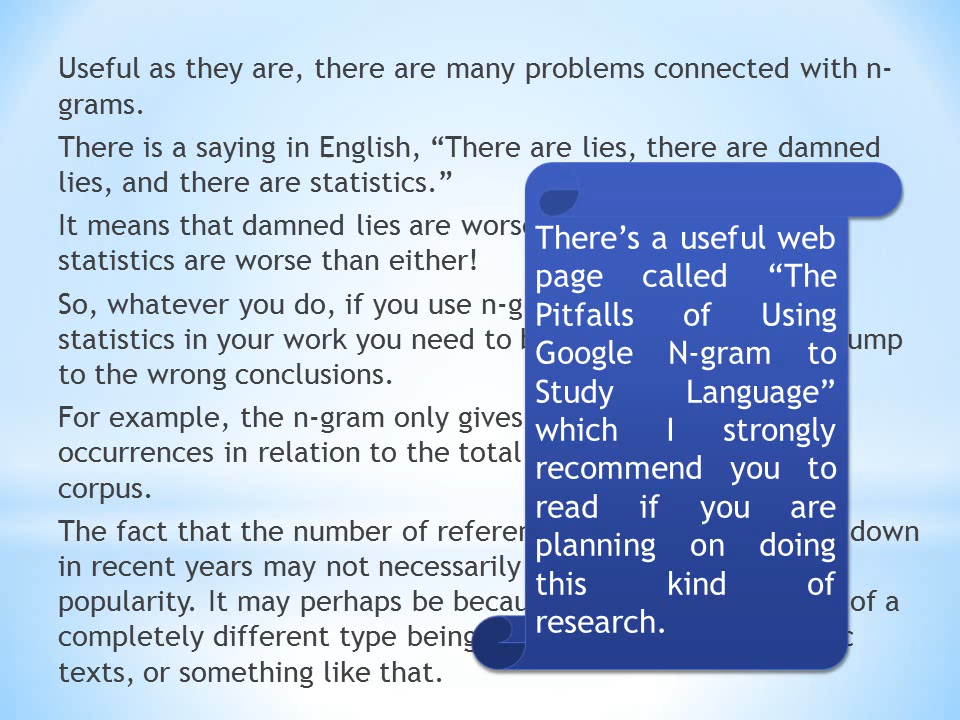 Useful as they are, there are many problems connected with n-
grams.
There is a saying in English, “There are lies, there are damned
lies, and there are statistics.”
It means that damned lies are worse
statistics are worse than either!
So, whatever you do, if you use n-g
statistics in your work you need to b ump
to the wrong conclusions.
For example, the n-gram only gives
occurrences in relation to the total
corpus.
The fact that the number of referen down
in recent years may not necessarily
popularity. It may perhaps be becau of a
completely different type being c
texts, or something like that.
There’s a useful web
page called “The
Pitfalls of Using
Google N-gram to
Study Language”
which I strongly
recommend you to
read if you are
planning on doing
this kind of
research.